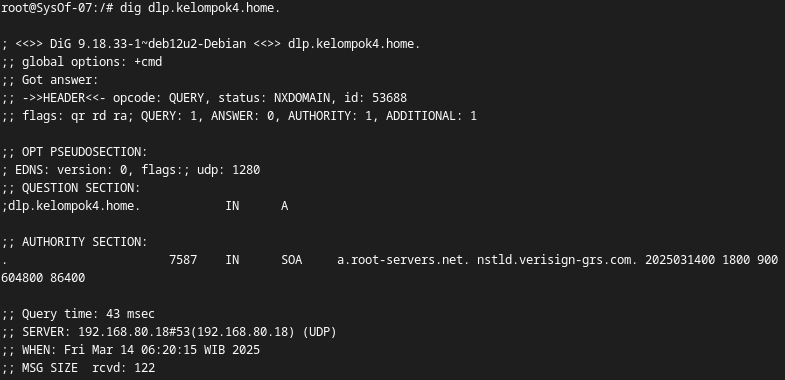 root@SysOf-07:/# dig dlp.kelompok4.home.

; <<>> DiG 9.18.33-1~deb12u2-Debian <<>> dlp.kelompok4.home.
;; global options: +cmd
;; Got answer:
;; ->>HEADER<<- opcode: QUERY, status: NXDOMAIN, id: 53688
;; flags: qr rd ra; QUERY: 1, ANSWER: 0, AUTHORITY: 1, ADDITIONAL: 1

;; OPT PSEUDOSECTION:
; EDNS: version: 0, flags:; udp: 1280
;; QUESTION SECTION:
;dlp.kelompok4.home.            IN      A

;; AUTHORITY SECTION:
.                       7587    IN      SOA     a.root-servers.net. nstld.verisign-grs.com. 2025031400 1800 900
604800 86400

;; Query time: 43 msec
;; SERVER: 192.168.80.18#53(192.168.80.18) (UDP)
;; WHEN: Fri Mar 14 06:20:15 WIB 2025
;; MSG SIZE  rcvd: 122